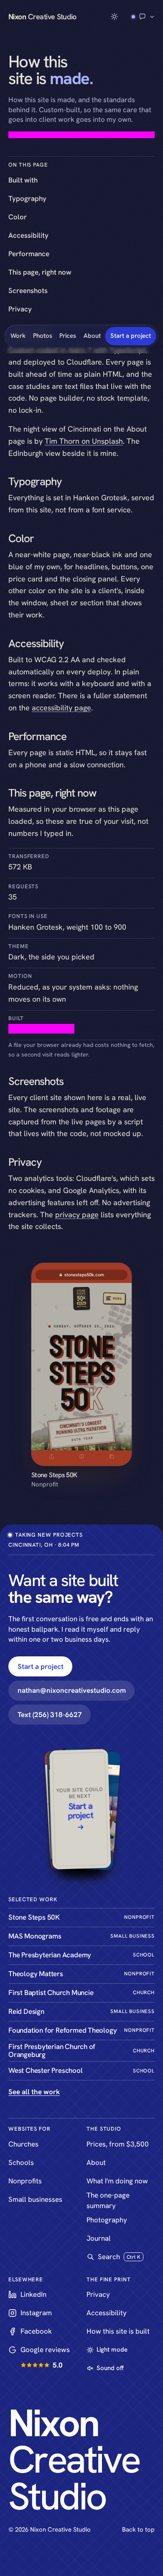 Nixon Creative Studio
How this
site is made.
How this site is made, and the standards
behind it. Custom built, so the same care that
goes into client work goes into my own.
ON THIS PAGE
Built with
Typography
Color
Accessibility
Performance
This page, right now
Screenshots
Privacy
Work Photos Prices About Start a project
and deployed to Cloudflare. Every page is
built ahead of time as plain HTML, and the
case studies are text files that live with the
code. No page builder, no stock template,
no lock-in.
The night view of Cincinnati on the About
page is by Tim Thorn on Unsplash. The
Edinburgh view beside it is mine.
Typography
Everything is set in Hanken Grotesk, served
from this site, not from a font service.
Color
A near-white page, near-black ink and one
blue of my own, for headlines, buttons, the
price card and the closing panel. Every
other color on the site is a client's, inside
the window, sheet or section that shows
their work.
Accessibility
Built to WCAG 2.2 AA and checked
automatically on every deploy. In plain
terms: it works with a keyboard and with a
screen reader. There is a fuller statement
on the accessibility page.
Performance
Every page is static HTML, so it stays fast
on a phone and a slow connection.
This page, right now
Measured in your browser as this page
loaded, so these are true of your visit, not
numbers I typed in.
TRANSFERRED
572 KB
REQUESTS
35
FONTS IN USE
Hanken Grotesk, weight 100 to 900
THEME
Dark, the side you picked
MOTION
Reduced, as your system asks: nothing
moves on its own
BUILT
A file your browser already had costs nothing to fetch,
so a second visit reads lighter.
Screenshots
Every client site shown here is a real, live
site. The screenshots and footage are
captured from the live pages by a script
that lives with the code, not mocked up.
Privacy
Two analytics tools: Cloudflare's, which sets
no cookies, and Google Analytics, with its
advertising features left off. No advertising
trackers. The privacy page lists everything
the site collects.
stonesteps50k.com
STONE
STEPS
50K
CINCINNATI'S LONGEST
RUNNING ULTRAMARATHON
Stone Steps 50K
Nonprofit
TAKING NEW PROJECTS
CINCINNATI, OH · 8:04 PM
Want a site built
the same way?
The first conversation is free and ends with an
honest ballpark. I read and reply to everything
within one or two business days.
Start a project
nathan@nixoncreativestudio.com
Text (256) 318-6627
YOUR SITE COULD
BE NEXT
Start a
project
SELECTED WORK
Stone Steps 50K NONPROFIT
MAS Monograms SMALL BUSINESS
The Presbyterian Academy SCHOOL
Theology Matters NONPROFIT
First Baptist Church Muncie CHURCH
Reid Design SMALL BUSINESS
Foundation for Reformed Theology NONPROFIT
First Presbyterian Church of
Orangeburg CHURCH
West Chester Preschool SCHOOL
See all the work
WEBSITES FOR
Churches
Schools
Nonprofits
Small businesses
THE STUDIO
Prices, from $3,500
About
What I'm doing now
The one-page
summary
Photography
Journal
Search Ctrl K
ELSEWHERE
LinkedIn
Instagram
Facebook
Google reviews
★★★★★ 5.0
THE FINE PRINT
Privacy
Accessibility
How this site is built
Light mode
Sound off
Nixon
Creative
Studio
© 2026 Nixon Creative Studio Back to top